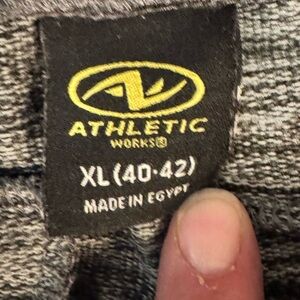 ATHLETIC
WORKS®
XL (40-42)
MADE IN EGYPT